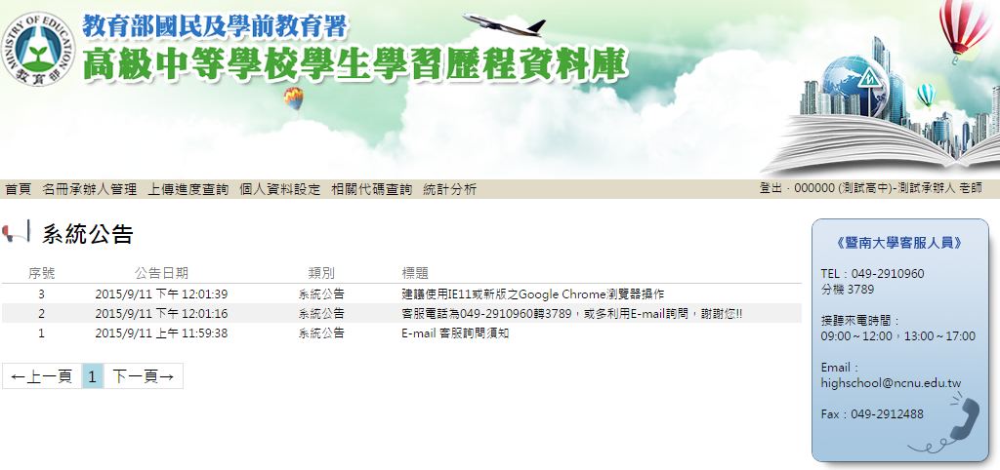 MINISTRY OF EDUCATION
教育部
教育部國民及學前教育署
高級中等學校學生學習歷程資料庫
首頁 名冊承辦人管理 上傳進度查詢 個人資料設定 相關代碼查詢 統計分析 登出．000000 (測試高中)-測試承辦人 老師
系統公告
序號 公告日期 類別 標題
3 2015/9/11 下午 12:01:39 系統公告 建議使用IE11或新版之Google Chrome瀏覽器操作
2 2015/9/11 下午 12:01:16 系統公告 客服電話為049-2910960轉3789，或多利用E-mail詢問，謝謝您!!
1 2015/9/11 上午 11:59:38 系統公告 E-mail 客服詢問須知
←上一頁 1 下一頁→
《暨南大學客服人員》
TEL：049-2910960
分機 3789
接聽來電時間：
09:00～12:00，13:00～17:00
Email：
highschool@ncnu.edu.tw
Fax：049-2912488